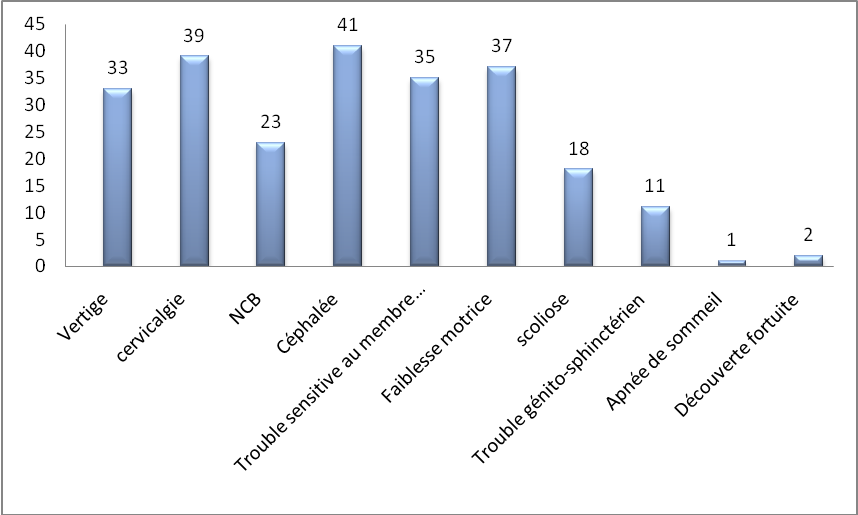 45
40
35
30
25
20
15
10
5
0
33
39
23
41
35
37
18
11
1
2
Vertige
cervicalgie
NCB
Céphalée
Trouble sensitive au membre...
Faiblesse motrice
scoliose
Trouble génito-sphinctérien
Apnée de sommeil
Découverte fortuite